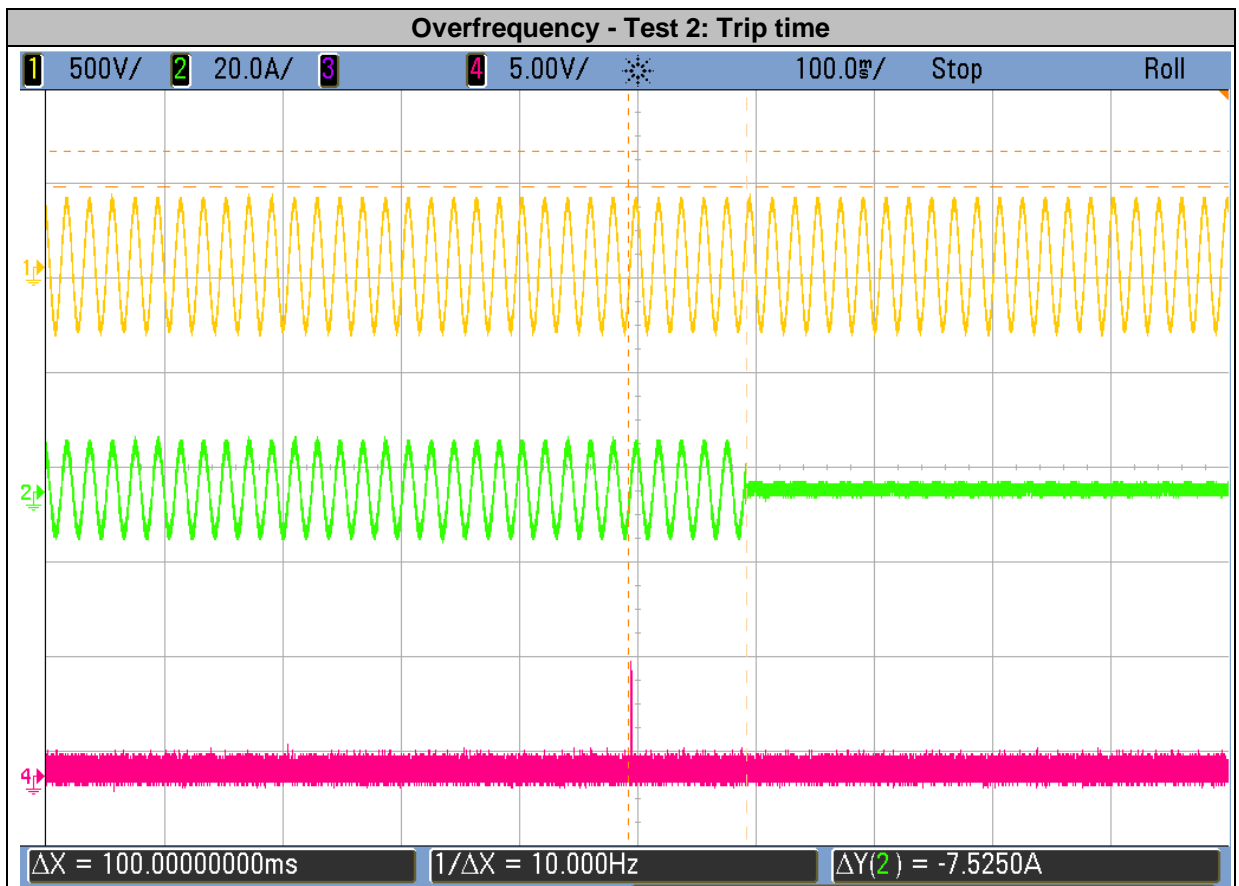 Overfrequency - Test 2: Trip time
1 500V/ 2 20.0A/ 3 4 5.00V/ 100.0ms/ Stop Roll
1
2
4
ΔX = 100.00000000ms 1/ΔX = 10.000Hz ΔY(2) = -7.5250A